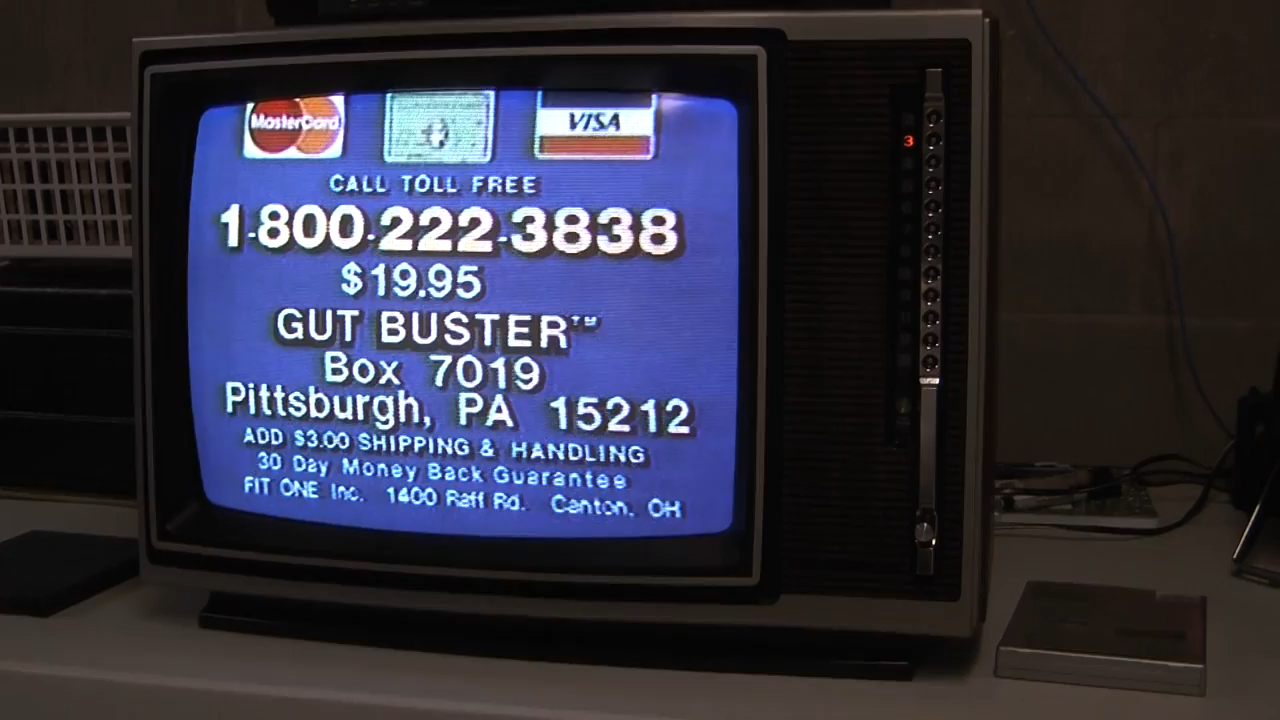 MasterCard VISA
CALL TOLL FREE
1-800-222-3838
$19.95
GUT BUSTER™
Box 7019
Pittsburgh, PA 15212
ADD $3.00 SHIPPING & HANDLING
30 Day Money Back Guarantee
FIT ONE Inc. 1400 Raff Rd. Canton, OH
3